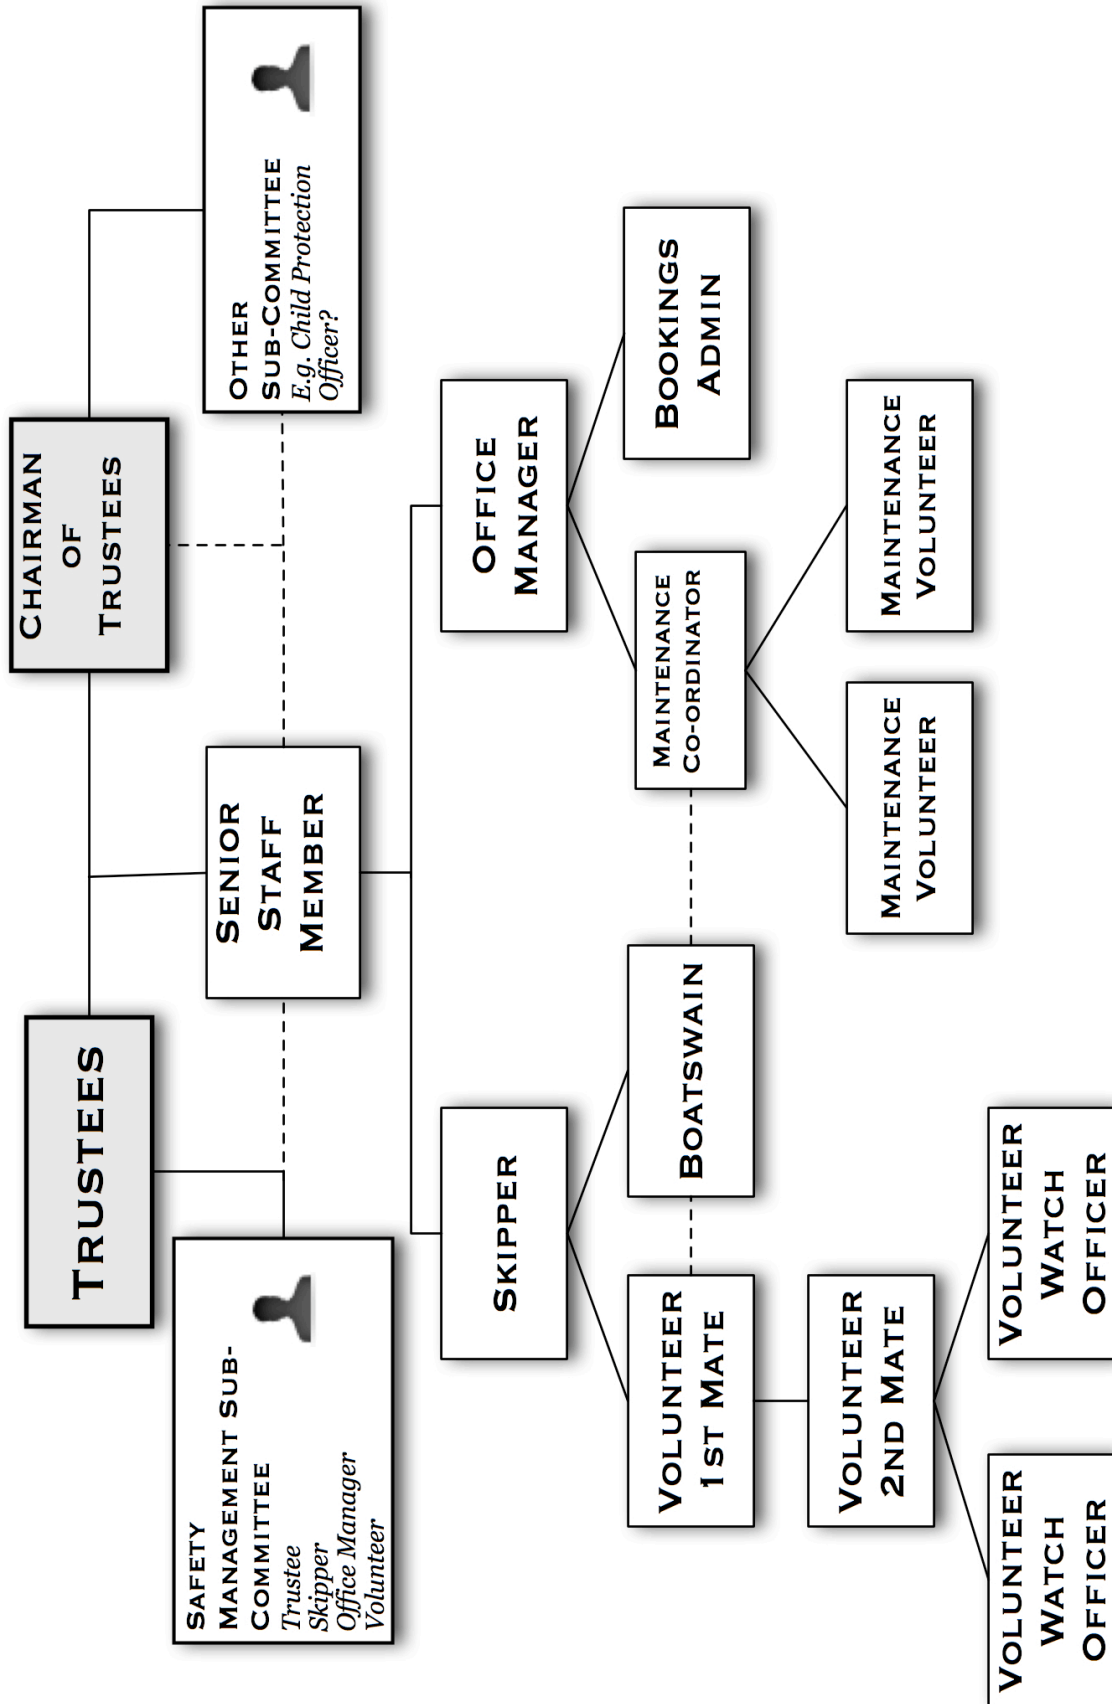 TRUSTEES
CHAIRMAN
OF
TRUSTEES
SAFETY
MANAGEMENT SUB-
COMMITTEE
Trustee
Skipper
Office Manager
Volunteer
SENIOR
STAFF
MEMBER
OTHER
SUB-COMMITTEE
E.g. Child Protection
Officer?
SKIPPER
OFFICE
MANAGER
VOLUNTEER
1ST MATE
BOATSWAIN
MAINTENANCE
CO-ORDINATOR
BOOKINGS
ADMIN
VOLUNTEER
2ND MATE
MAINTENANCE
VOLUNTEER
MAINTENANCE
VOLUNTEER
VOLUNTEER
WATCH
OFFICER
VOLUNTEER
WATCH
OFFICER